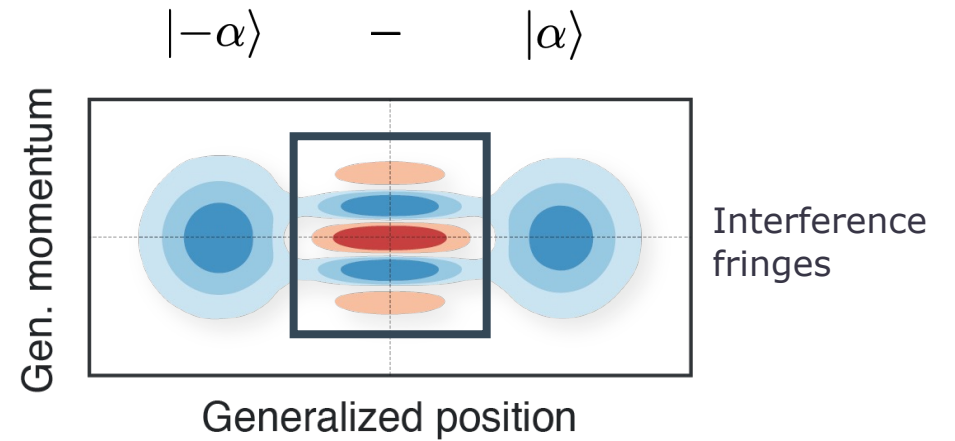 |−α⟩ − |α⟩
Gen. momentum
Interference
fringes
Generalized position